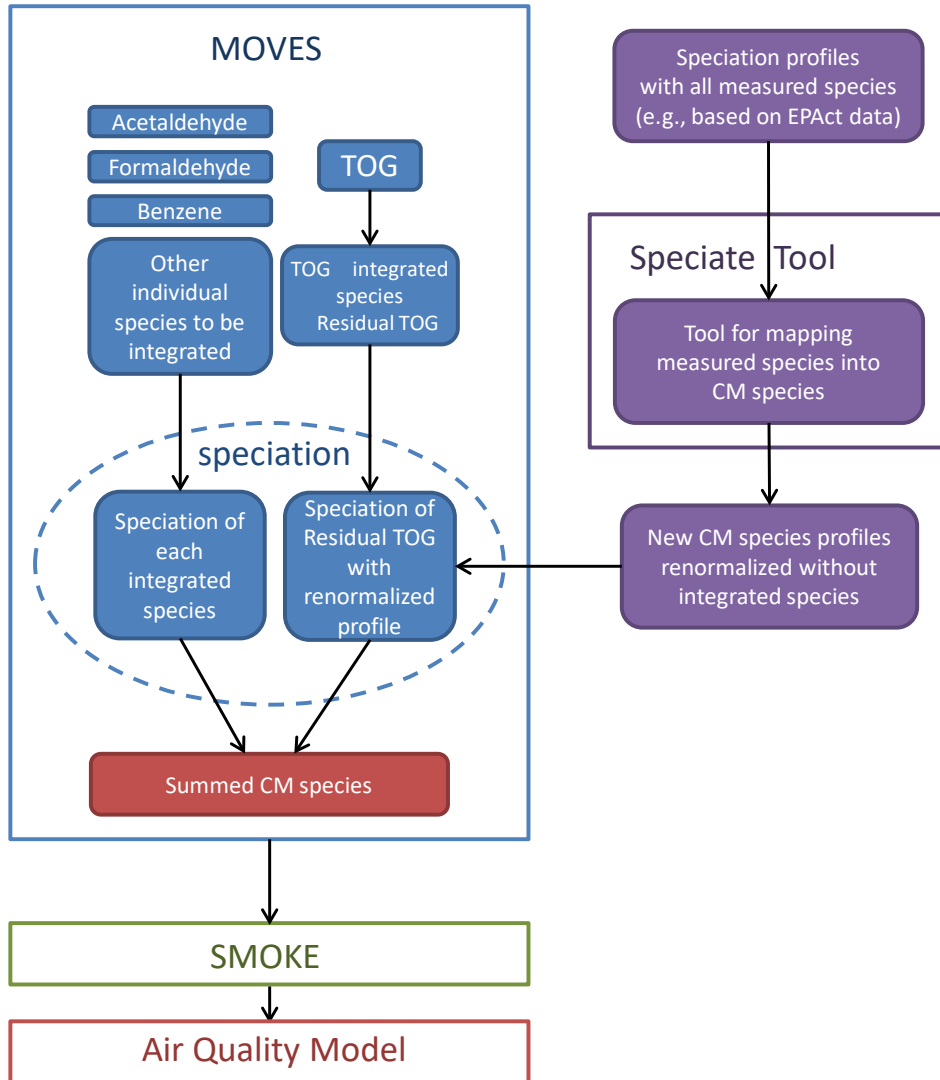 MOVES
Acetaldehyde
Formaldehyde
Benzene
Other
individual
species to be
integrated
TOG
TOG integrated
species
Residual TOG
speciation
Speciation of
each
integrated
species
Speciation of
Residual TOG
with
renormalized
profile
Summed CM species
SMOKE
Air Quality Model
Speciation profiles
with all measured species
(e.g., based on EPAct data)
Speciate Tool
Tool for mapping
measured species into
CM species
New CM species profiles
renormalized without
integrated species